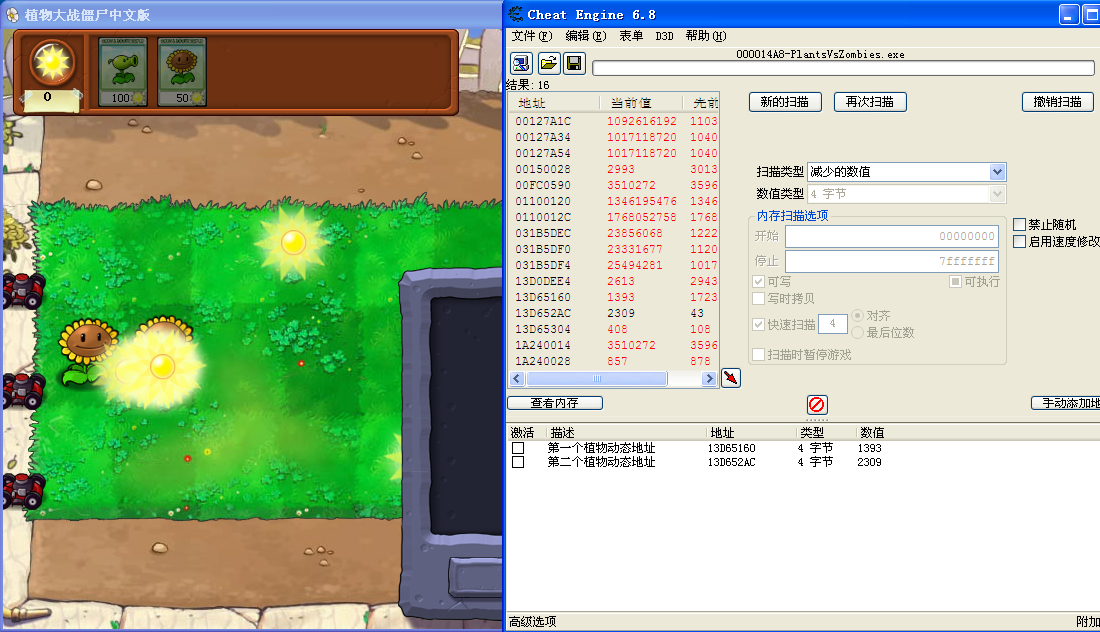 植物大战僵尸中文版
0
100
50
Cheat Engine 6.8
文件(F) 编辑(E) 表单 D3D 帮助(H)
000014A8-PlantsVsZombies.exe
结果: 16
地址 当前值 先前
00127A1C 1092616192 1103
00127A34 1017118720 1040
00127A54 1017118720 1040
00150028 2993 3013
00FC0590 3510272 3596
01100120 1346195476 1346
0110012C 1768052758 1768
031B5DEC 23856068 1222
031B5DF0 23331677 1120
031B5DF4 25494281 1017
13D0DEE4 2613 2943
13D65160 1393 1723
13D652AC 2309 43
13D65304 408 108
1A240014 3510272 3596
1A240028 857 878
新的扫描 再次扫描 撤销扫描
扫描类型 减少的数值
数值类型 4 字节
内存扫描选项
开始 00000000
停止 7fffffff
可写 可执行
写时拷贝
快速扫描 4 对齐
最后位数
扫描时暂停游戏
禁止随机
启用速度修改
查看内存 手动添加地
激活 描述 地址 类型 数值
第一个植物动态地址 13D65160 4 字节 1393
第二个植物动态地址 13D652AC 4 字节 2309
高级选项 附加